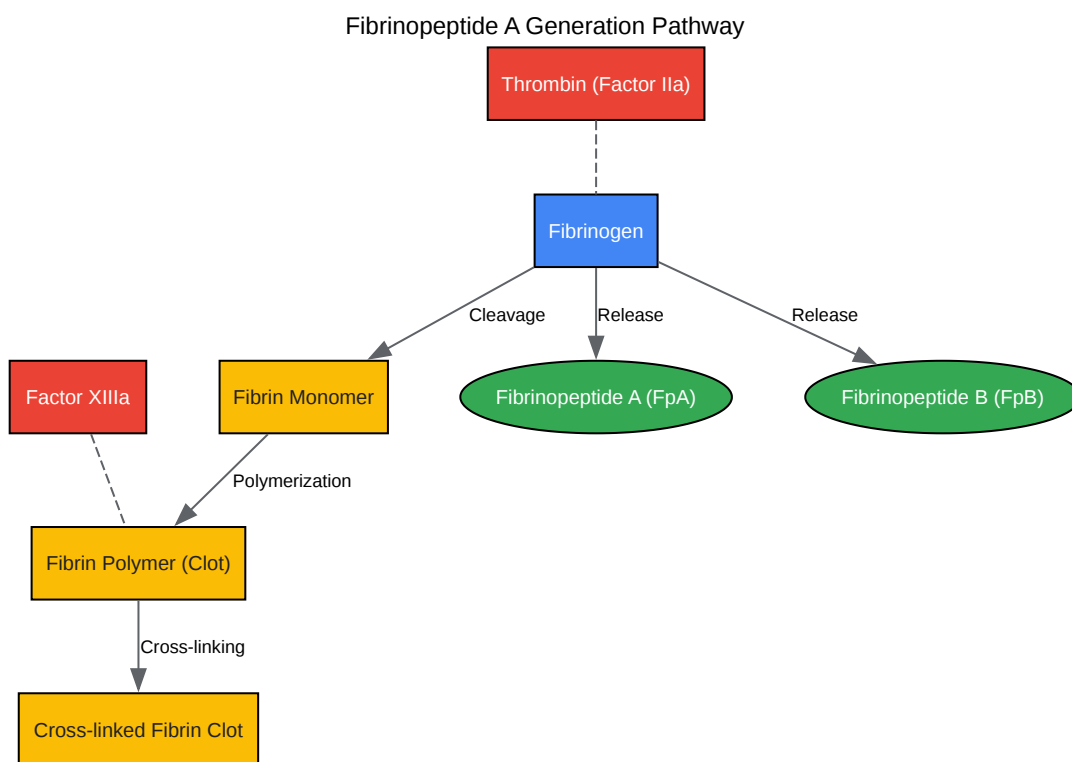 Fibrinopeptide A Generation Pathway
Thrombin (Factor IIa)
Fibrinogen
Cleavage
Release
Release
Factor XIIIa
Fibrin Monomer
Fibrinopeptide A (FpA)
Fibrinopeptide B (FpB)
Polymerization
Fibrin Polymer (Clot)
Cross-linking
Cross-linked Fibrin Clot